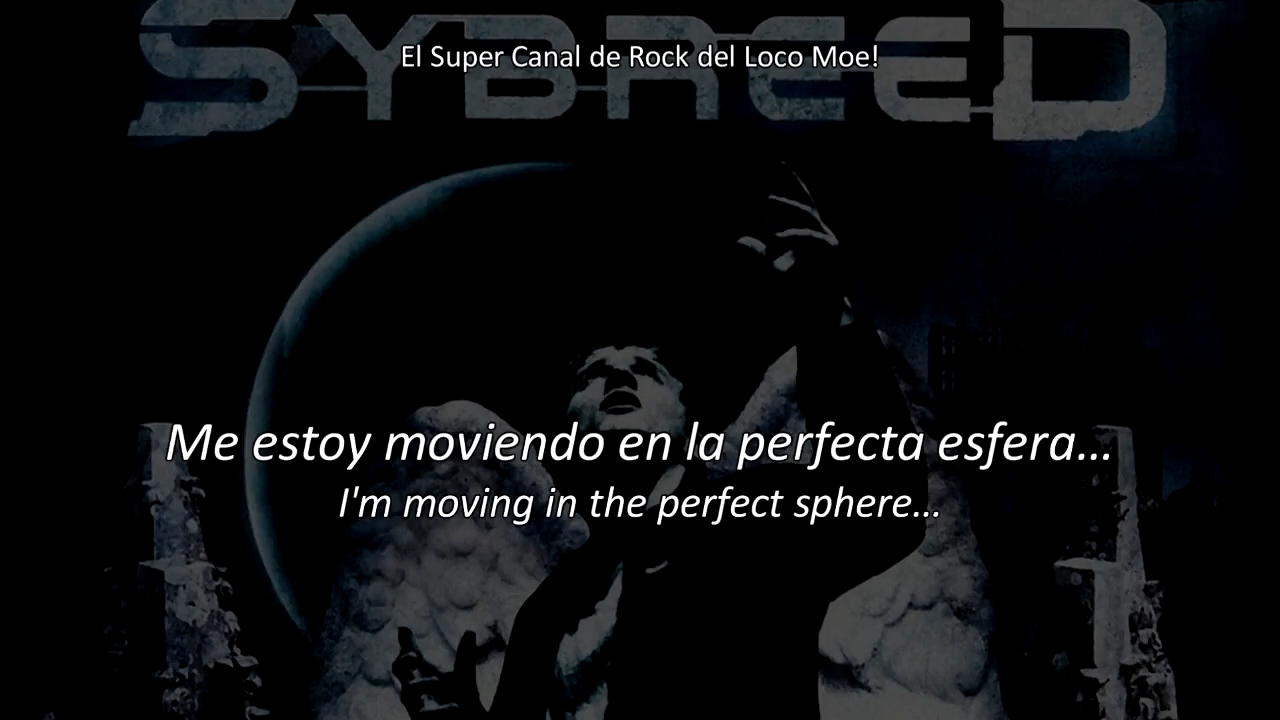 SYBREED
El Super Canal de Rock del Loco Moe!
Me estoy moviendo en la perfecta esfera...
I'm moving in the perfect sphere...